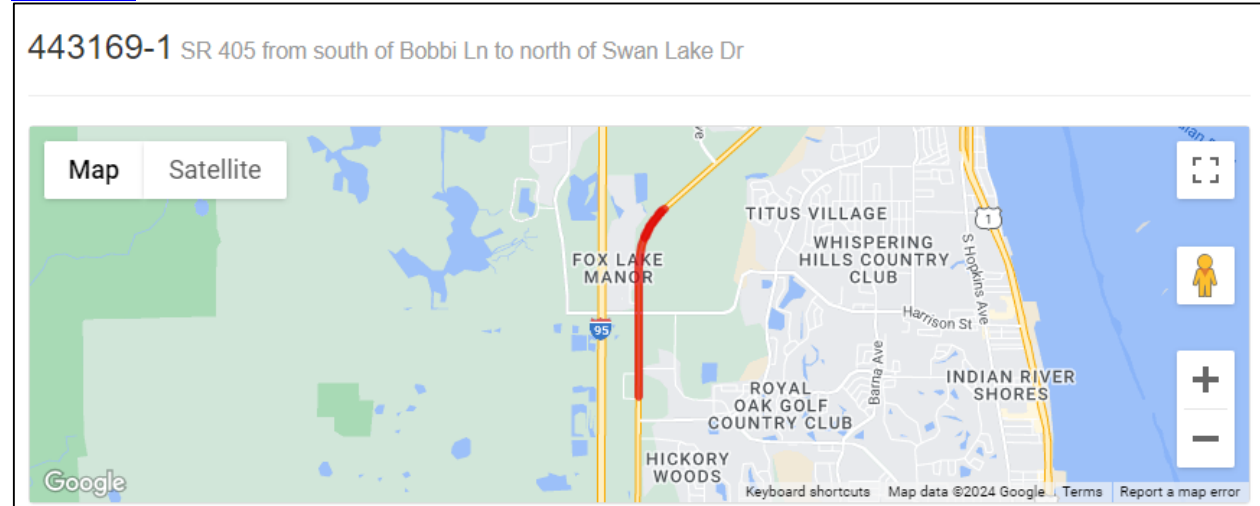 443169-1 SR 405 from south of Bobbi Ln to north of Swan Lake Dr
Map Satellite
TITUS VILLAGE
1
WHISPERING
HILLS COUNTRY
CLUB
S Hopkins Ave
FOX LAKE
MANOR
Harrison St
95
Barna Ave
INDIAN RIVER
SHORES
ROYAL
OAK GOLF
COUNTRY CLUB
HICKORY
WOODS
Google
Keyboard shortcuts Map data ©2024 Google Terms Report a map error